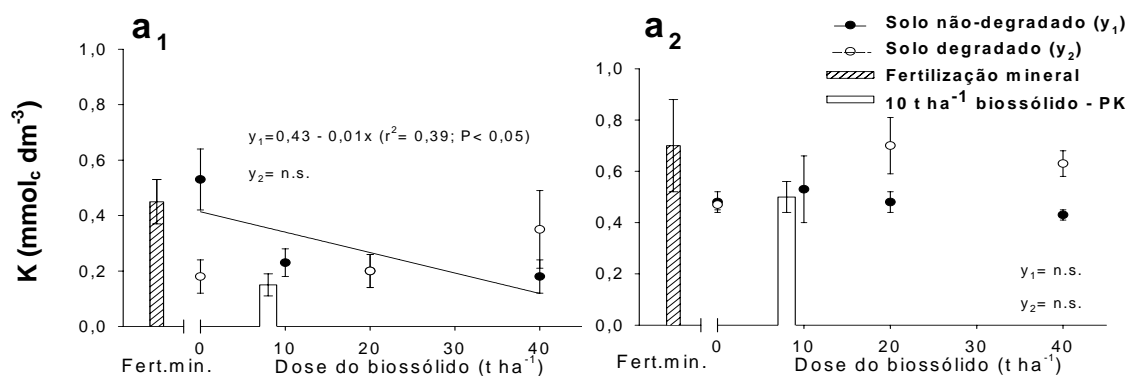 a₁
K (mmol꜀ dm⁻³)
1,0
0,8
0,6
0,4
0,2
0,0
y₁=0,43 - 0,01x (r²= 0,39; P< 0,05)
y₂= n.s.
0 10 20 30 40
Fert.min. Dose do biossólido (t ha⁻¹)
a₂
1,0
0,8
0,6
0,4
0,2
0,0
Solo não-degradado (y₁)
Solo degradado (y₂)
Fertilização mineral
10 t ha⁻¹ biossólido - PK
y₁= n.s.
y₂= n.s.
0 10 20 30 40
Fert.min. Dose do biossólido (t ha⁻¹)